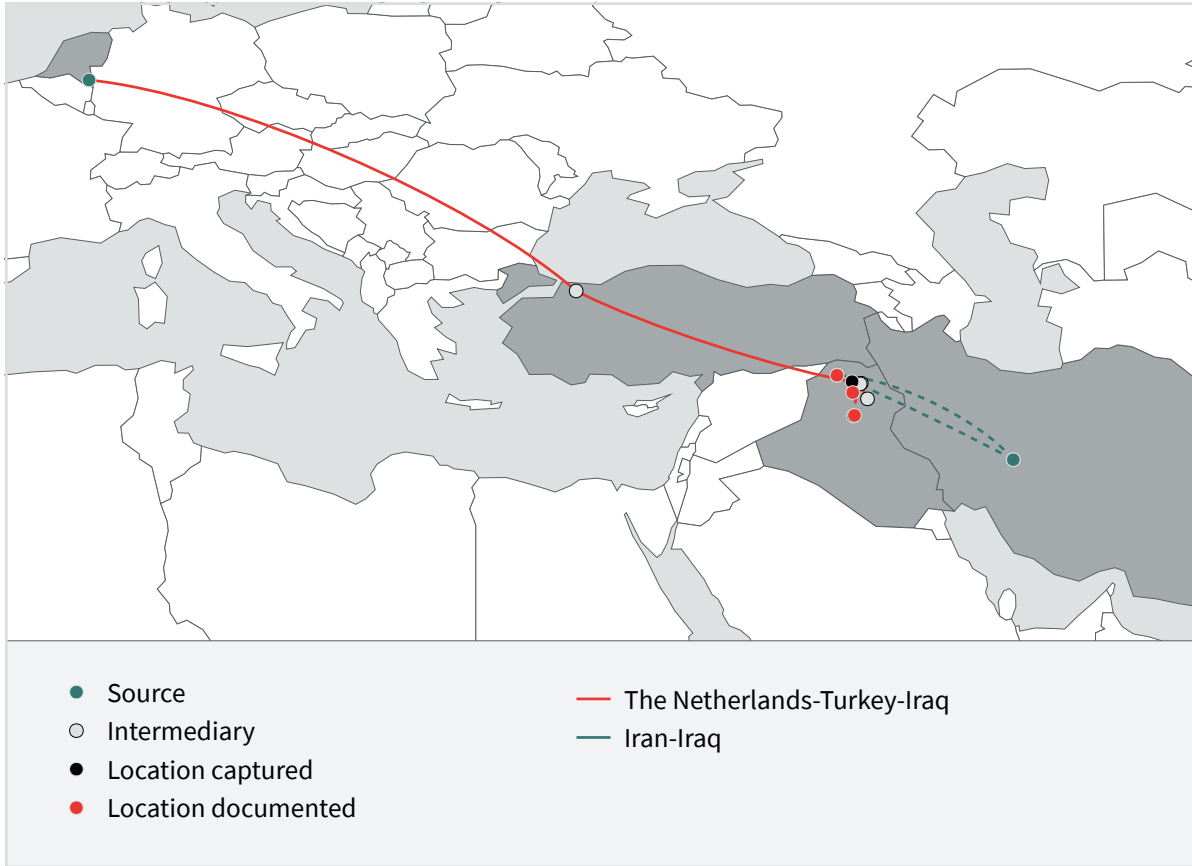 Source
Intermediary
Location captured
Location documented
The Netherlands-Turkey-Iraq
Iran-Iraq